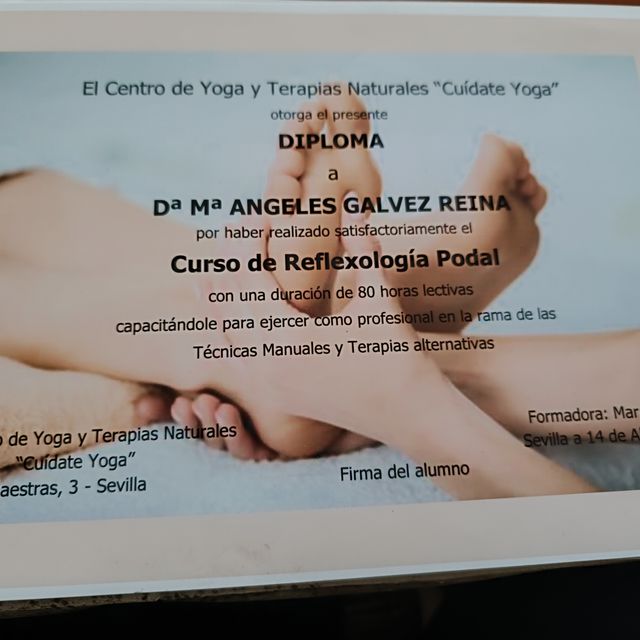 El Centro de Yoga y Terapias Naturales "Cuídate Yoga"
otorga el presente
DIPLOMA
a
Dª Mª ANGELES GALVEZ REINA
por haber realizado satisfactoriamente el
Curso de Reflexología Podal
con una duración de 80 horas lectivas
capacitándole para ejercer como profesional en la rama de las
Técnicas Manuales y Terapias alternativas
de Yoga y Terapias Naturales
"Cuídate Yoga"
aestras, 3 - Sevilla
Firma del alumno
Formadora: Mar
Sevilla a 14 de A